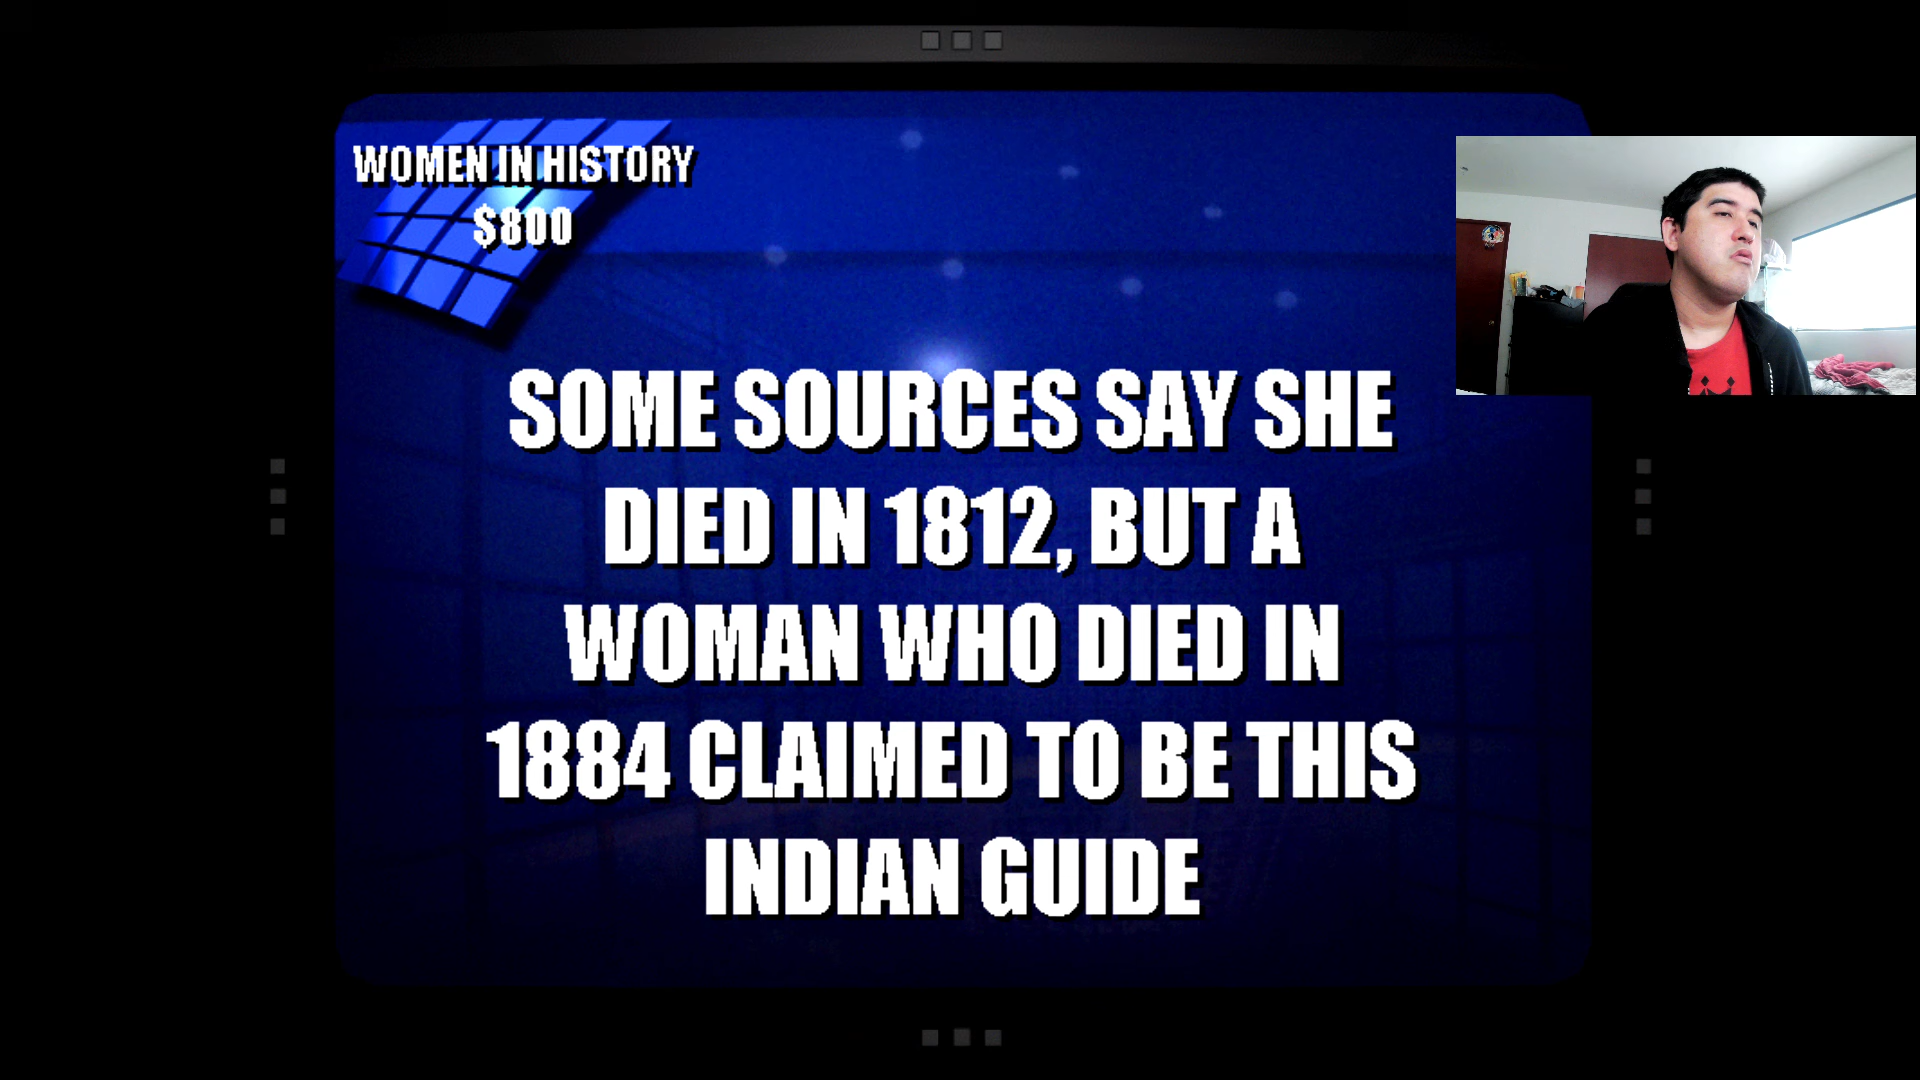 WOMEN IN HISTORY
$800
SOME SOURCES SAY SHE
DIED IN 1812, BUT A
WOMAN WHO DIED IN
1884 CLAIMED TO BE THIS
INDIAN GUIDE